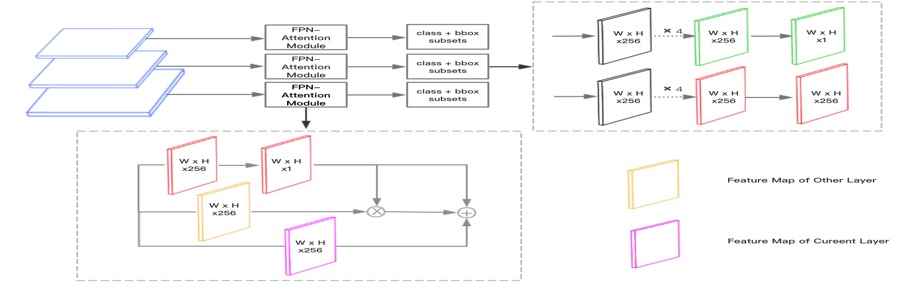 FPN-
Attention
Module
class + bbox
subsets
FPN-
Attention
Module
class + bbox
subsets
FPN-
Attention
Module
class + bbox
subsets
W x H
x256
× 4
W x H
x256
W x H
x1
W x H
x256
× 4
W x H
x256
W x H
x256
W x H
x256
W x H
x1
W x H
x256
W x H
x256
Feature Map of Other Layer
Feature Map of Cureent Layer